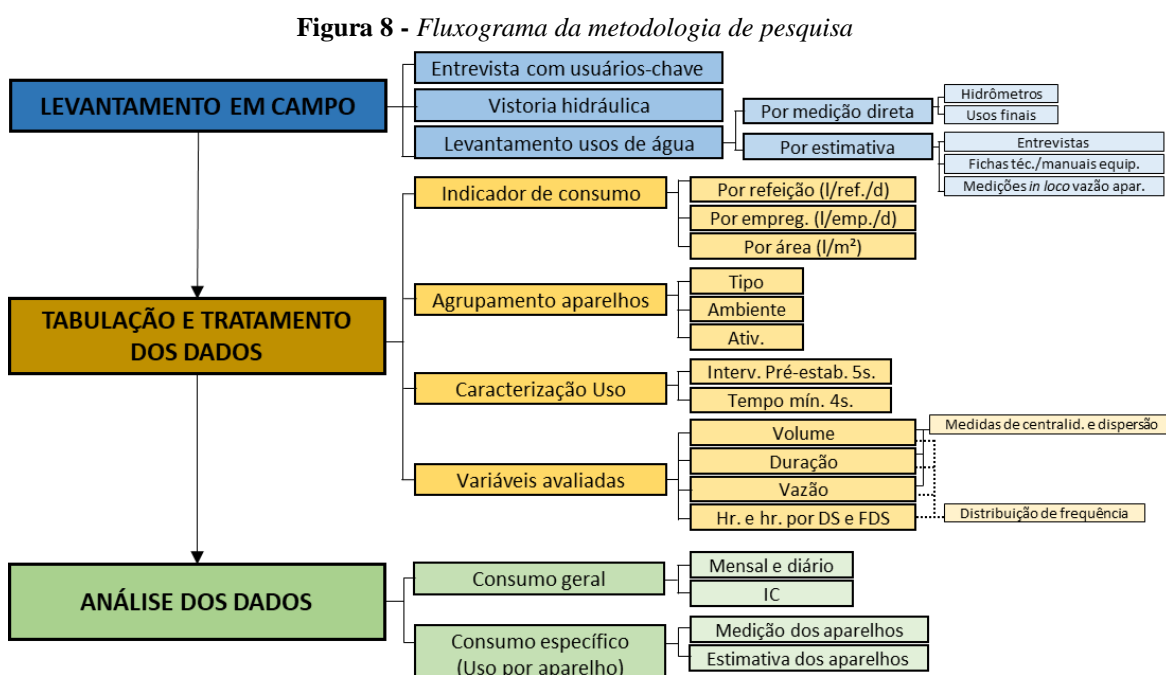 Figura 8 - Fluxograma da metodologia de pesquisa
LEVANTAMENTO EM CAMPO
Entrevista com usuários-chave
Vistoria hidráulica
Levantamento usos de água
Por medição direta
Hidrômetros
Usos finais
Por estimativa
Entrevistas
Fichas téc./manuais equip.
Medições in loco vazão apar.
TABULAÇÃO E TRATAMENTO
DOS DADOS
Indicador de consumo
Por refeição (l/ref./d)
Por empreg. (l/emp./d)
Por área (l/m²)
Agrupamento aparelhos
Tipo
Ambiente
Ativ.
Caracterização Uso
Interv. Pré-estab. 5s.
Tempo mín. 4s.
Variáveis avaliadas
Volume
Duração
Vazão
Hr. e hr. por DS e FDS
Medidas de centralid. e dispersão
Distribuição de frequência
ANÁLISE DOS DADOS
Consumo geral
Mensal e diário
IC
Consumo específico
(Uso por aparelho)
Medição dos aparelhos
Estimativa dos aparelhos